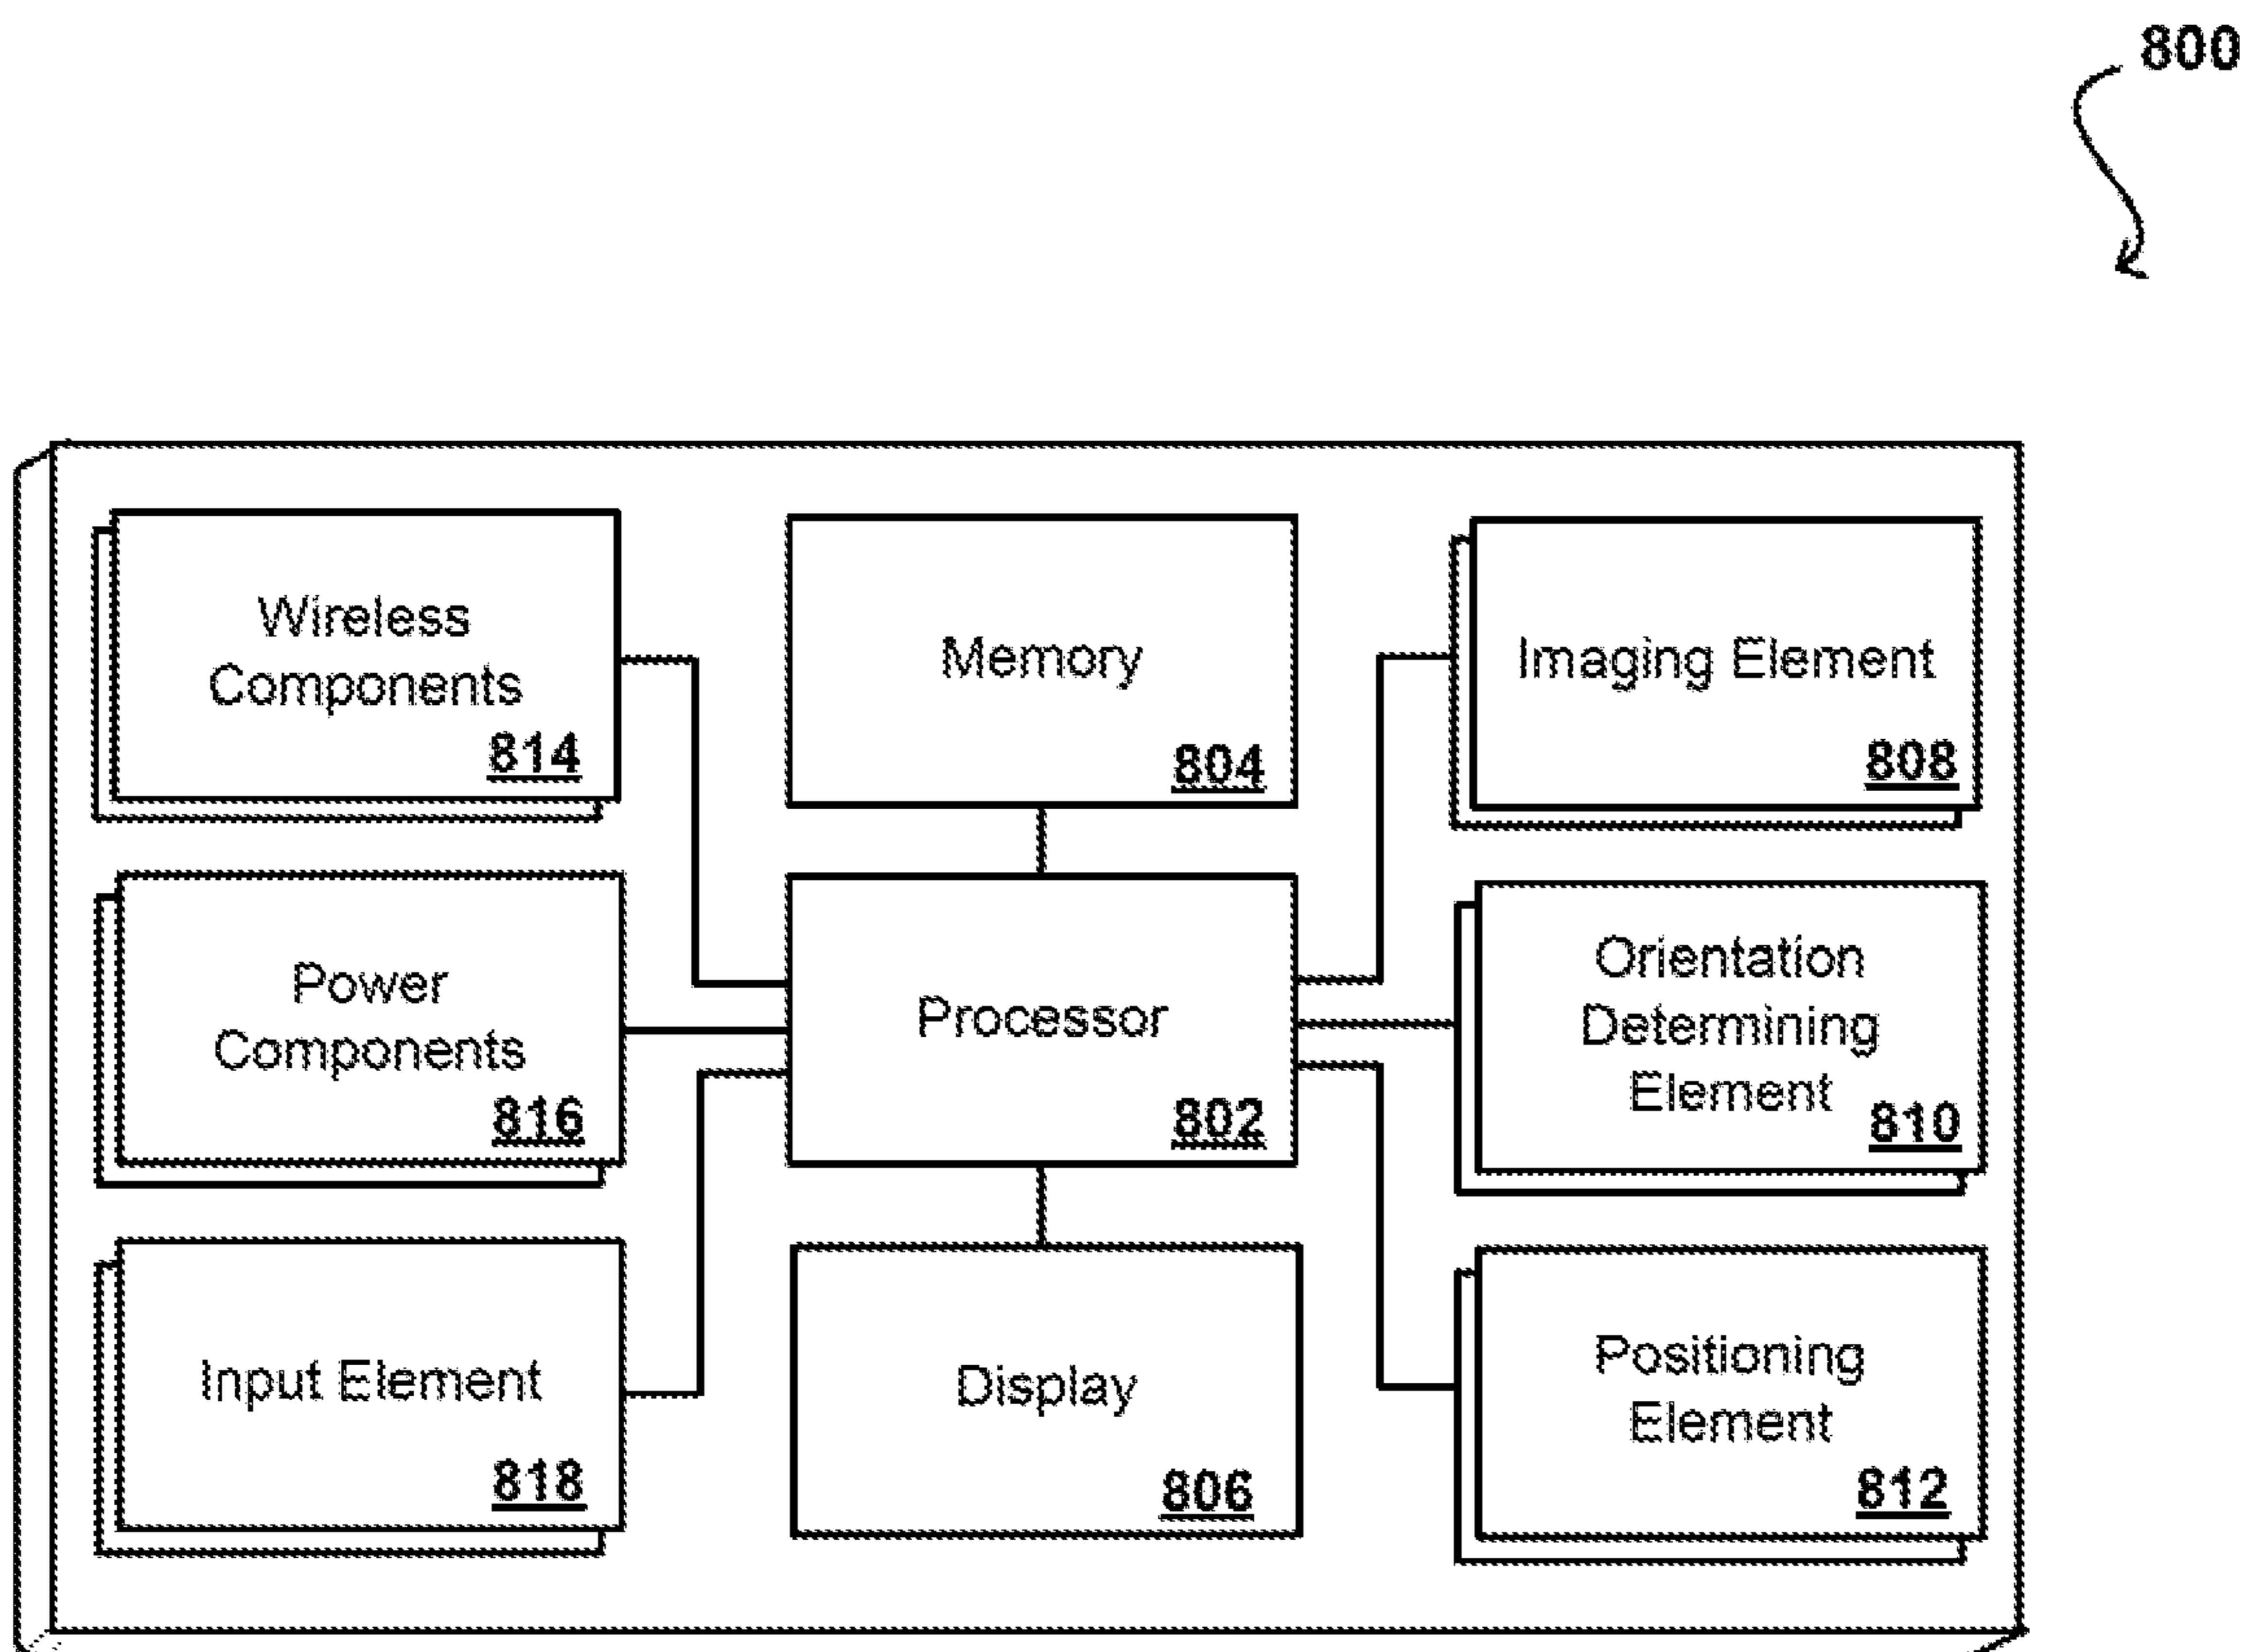 800
Wireless
Components
814
Memory
804
Imaging Element
808
Power
Components
816
Processor
802
Orientation
Determining
Element
810
Input Element
818
Display
806
Positioning
Element
812